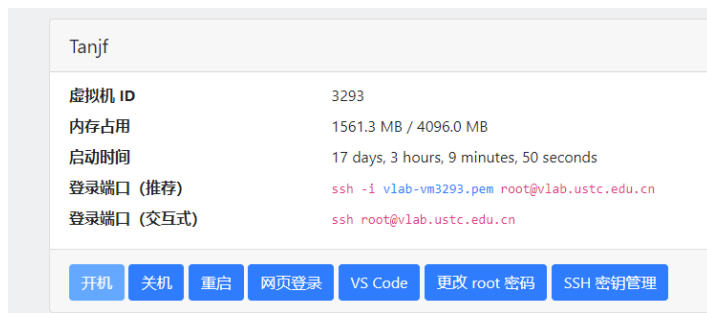 Tanjf
虚拟机 ID 3293
内存占用 1561.3 MB / 4096.0 MB
启动时间 17 days, 3 hours, 9 minutes, 50 seconds
登录端口（推荐） ssh -i vlab-vm3293.pem root@vlab.ustc.edu.cn
登录端口（交互式） ssh root@vlab.ustc.edu.cn
开机 关机 重启 网页登录 VS Code 更改 root 密码 SSH 密钥管理